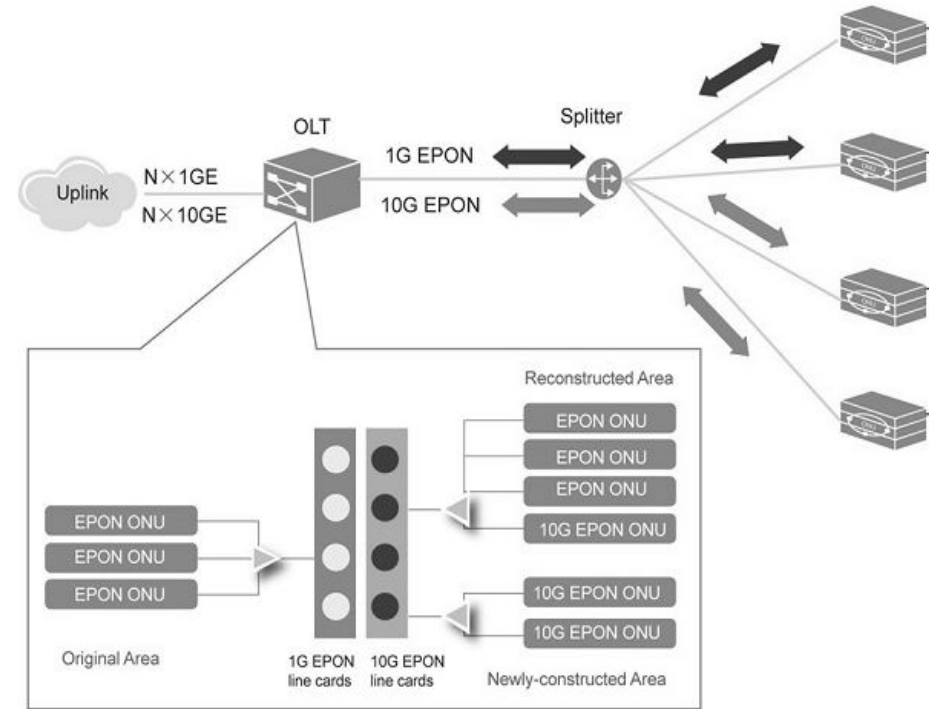 OLT
Splitter
1G EPON
10G EPON
Uplink
N×1GE
N×10GE
ONU
ONU
ONU
ONU
Reconstructed Area
EPON ONU
EPON ONU
EPON ONU
10G EPON ONU
EPON ONU
EPON ONU
EPON ONU
10G EPON ONU
10G EPON ONU
Original Area
1G EPON
line cards
10G EPON
line cards
Newly-constructed Area